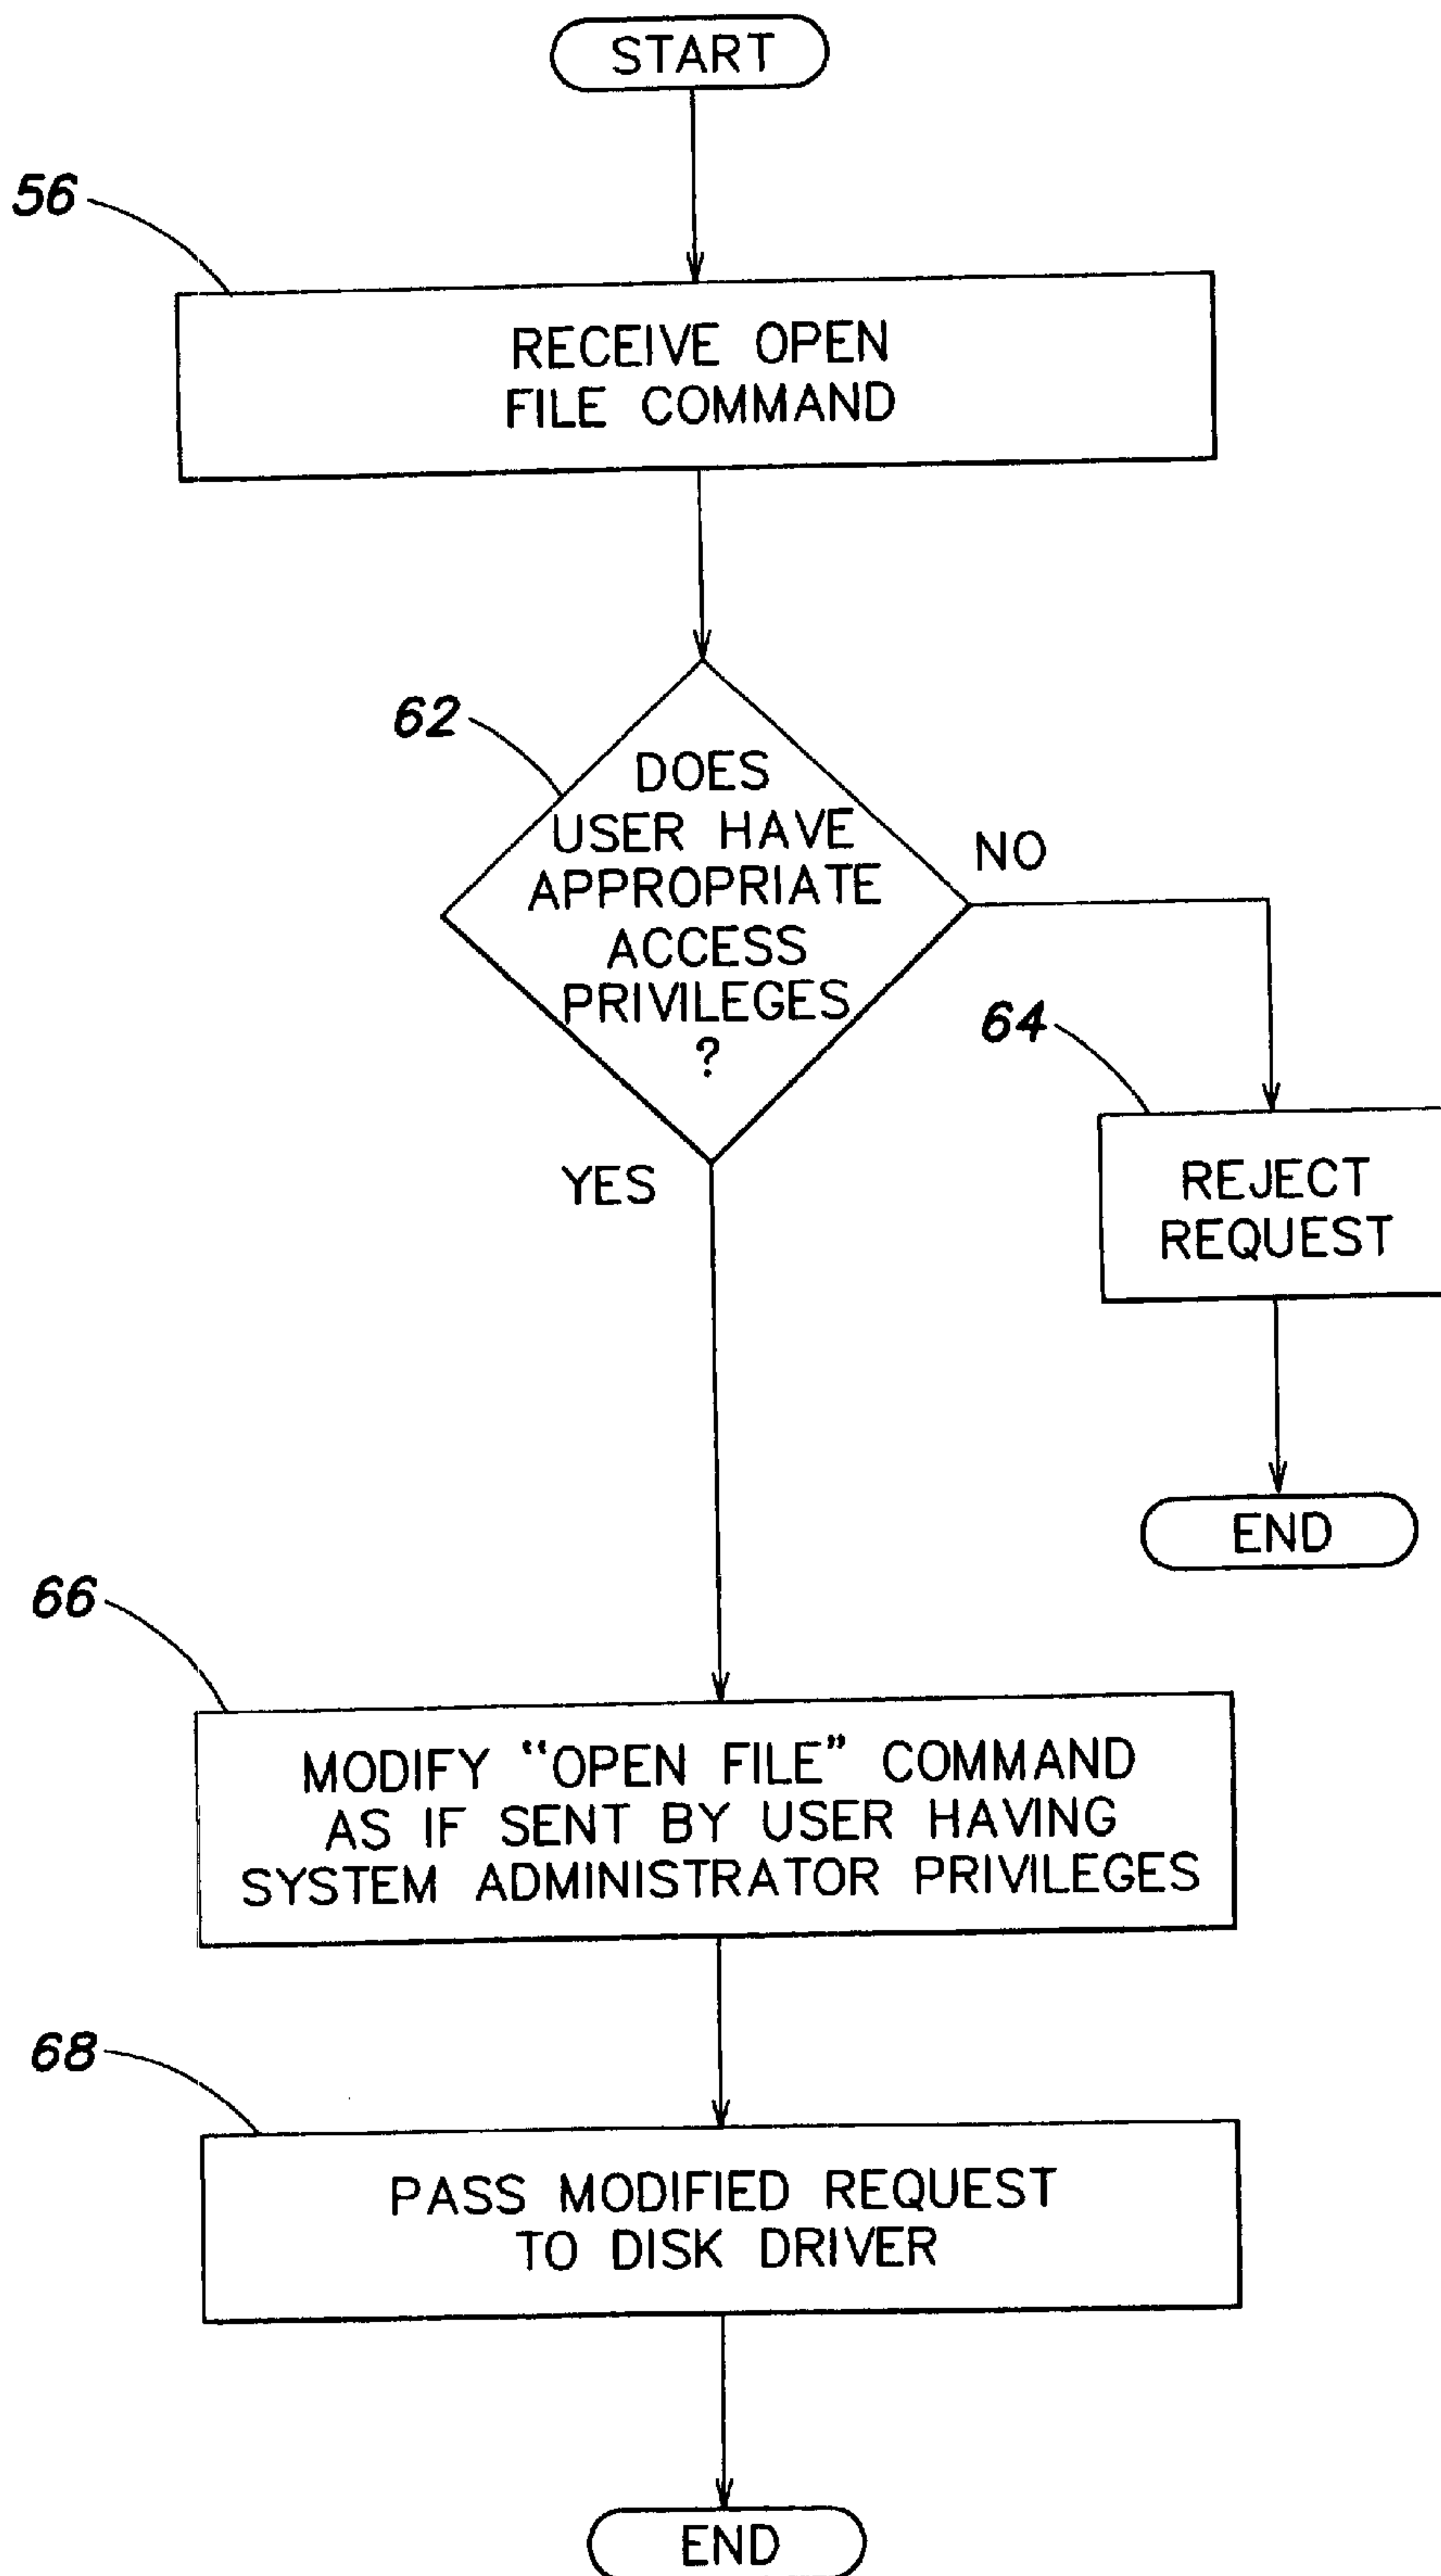 START
56
RECEIVE OPEN
FILE COMMAND
62
DOES
USER HAVE
APPROPRIATE
ACCESS
PRIVILEGES
?
NO
64
REJECT
REQUEST
YES
END
66
MODIFY “OPEN FILE” COMMAND
AS IF SENT BY USER HAVING
SYSTEM ADMINISTRATOR PRIVILEGES
68
PASS MODIFIED REQUEST
TO DISK DRIVER
END